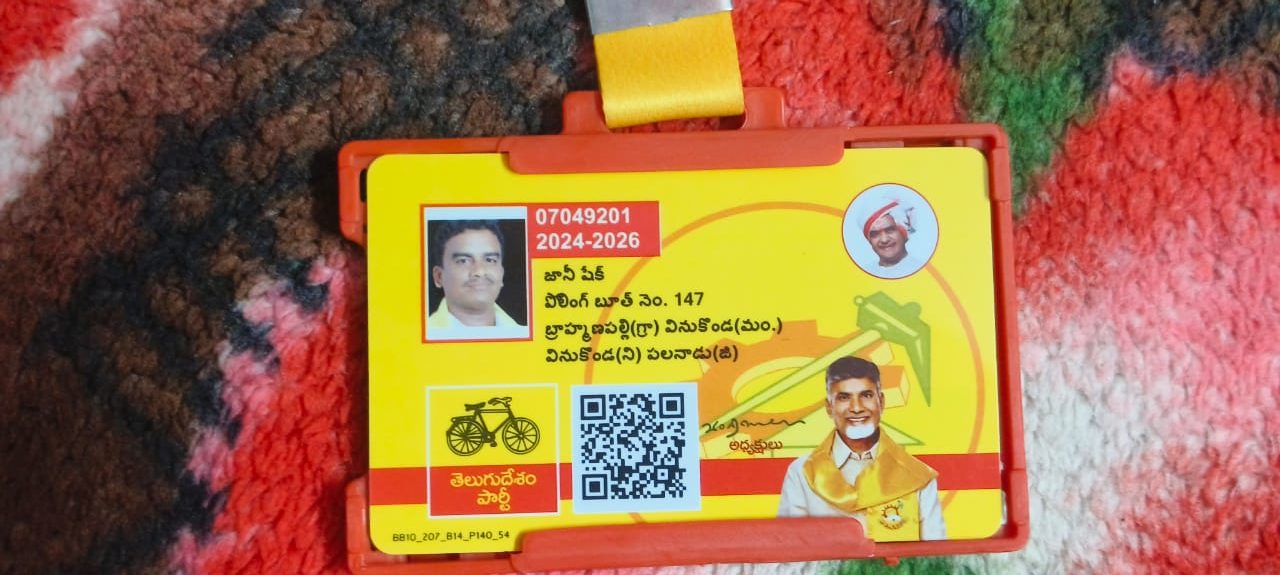 07049201
2024-2026
జానీ షేక్
పోలింగ్ బూత్ నెం. 147
బ్రాహ్మణపల్లి(గ్రా) వినుకొండ(మం.)
వినుకొండ(ని) పలనాడు(జి)
అధ్యక్షులు
తెలుగుదేశం
పార్టీ
BB10_207_B14_P140_54